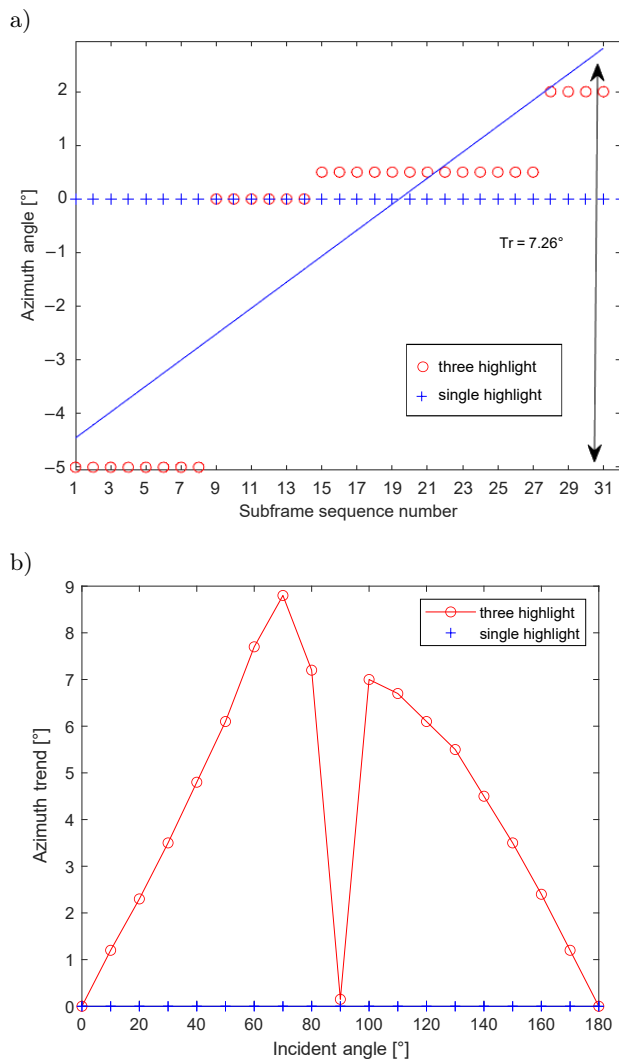 a)
2
1
0
−1
−2
−3
−4
−5
Azimuth angle [°]
Tr = 7.26°
three highlight
single highlight
1 3 5 7 9 11 13 15 17 19 21 23 25 27 29 31
Subframe sequence number
b)
9
8
7
6
5
4
3
2
1
0
Azimuth trend [°]
three highlight
single highlight
0 20 40 60 80 100 120 140 160 180
Incident angle [°]